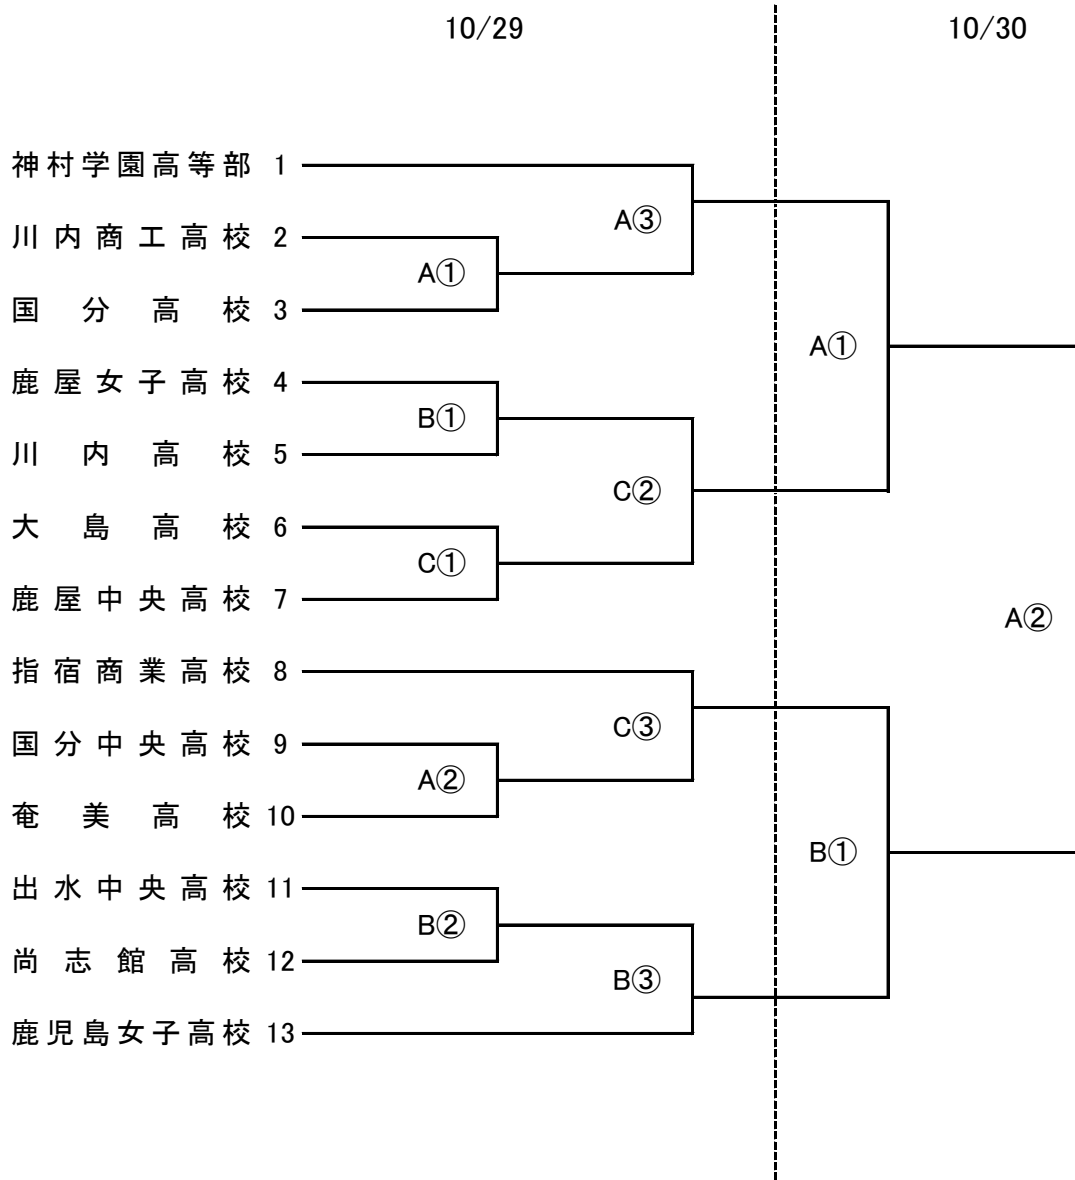 10/29 10/30
神村学園高等部 1
A③
川内商工高校 2
A①
国分高校 3
A①
鹿屋女子高校 4
B①
川内高校 5
C②
大島高校 6
C①
鹿屋中央高校 7
A②
指宿商業高校 8
C③
国分中央高校 9
A②
奄美高校 10
B①
出水中央高校 11
B②
尚志館高校 12
B③
鹿児島女子高校 13